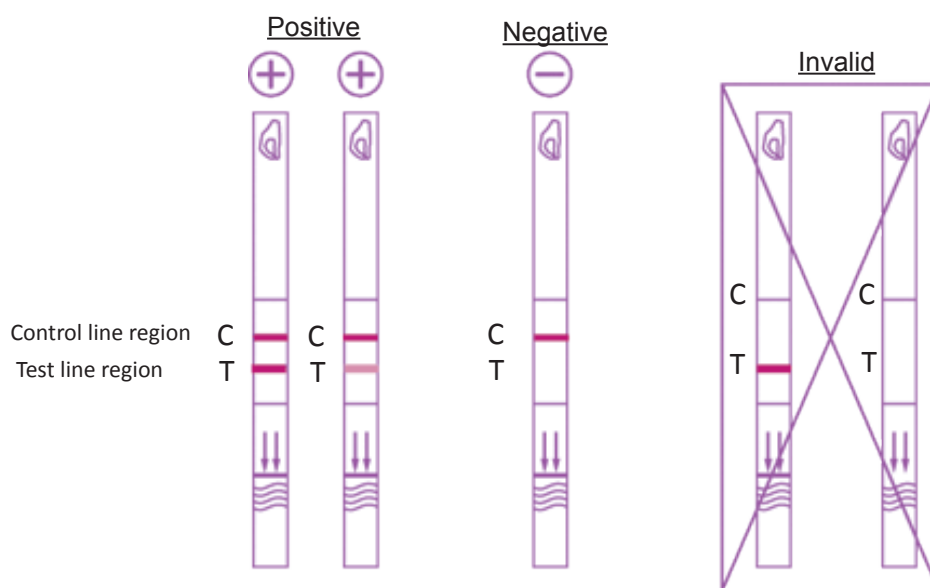 Positive
Negative
Invalid
C
C
Control line region C C C
Test line region T T T
T T